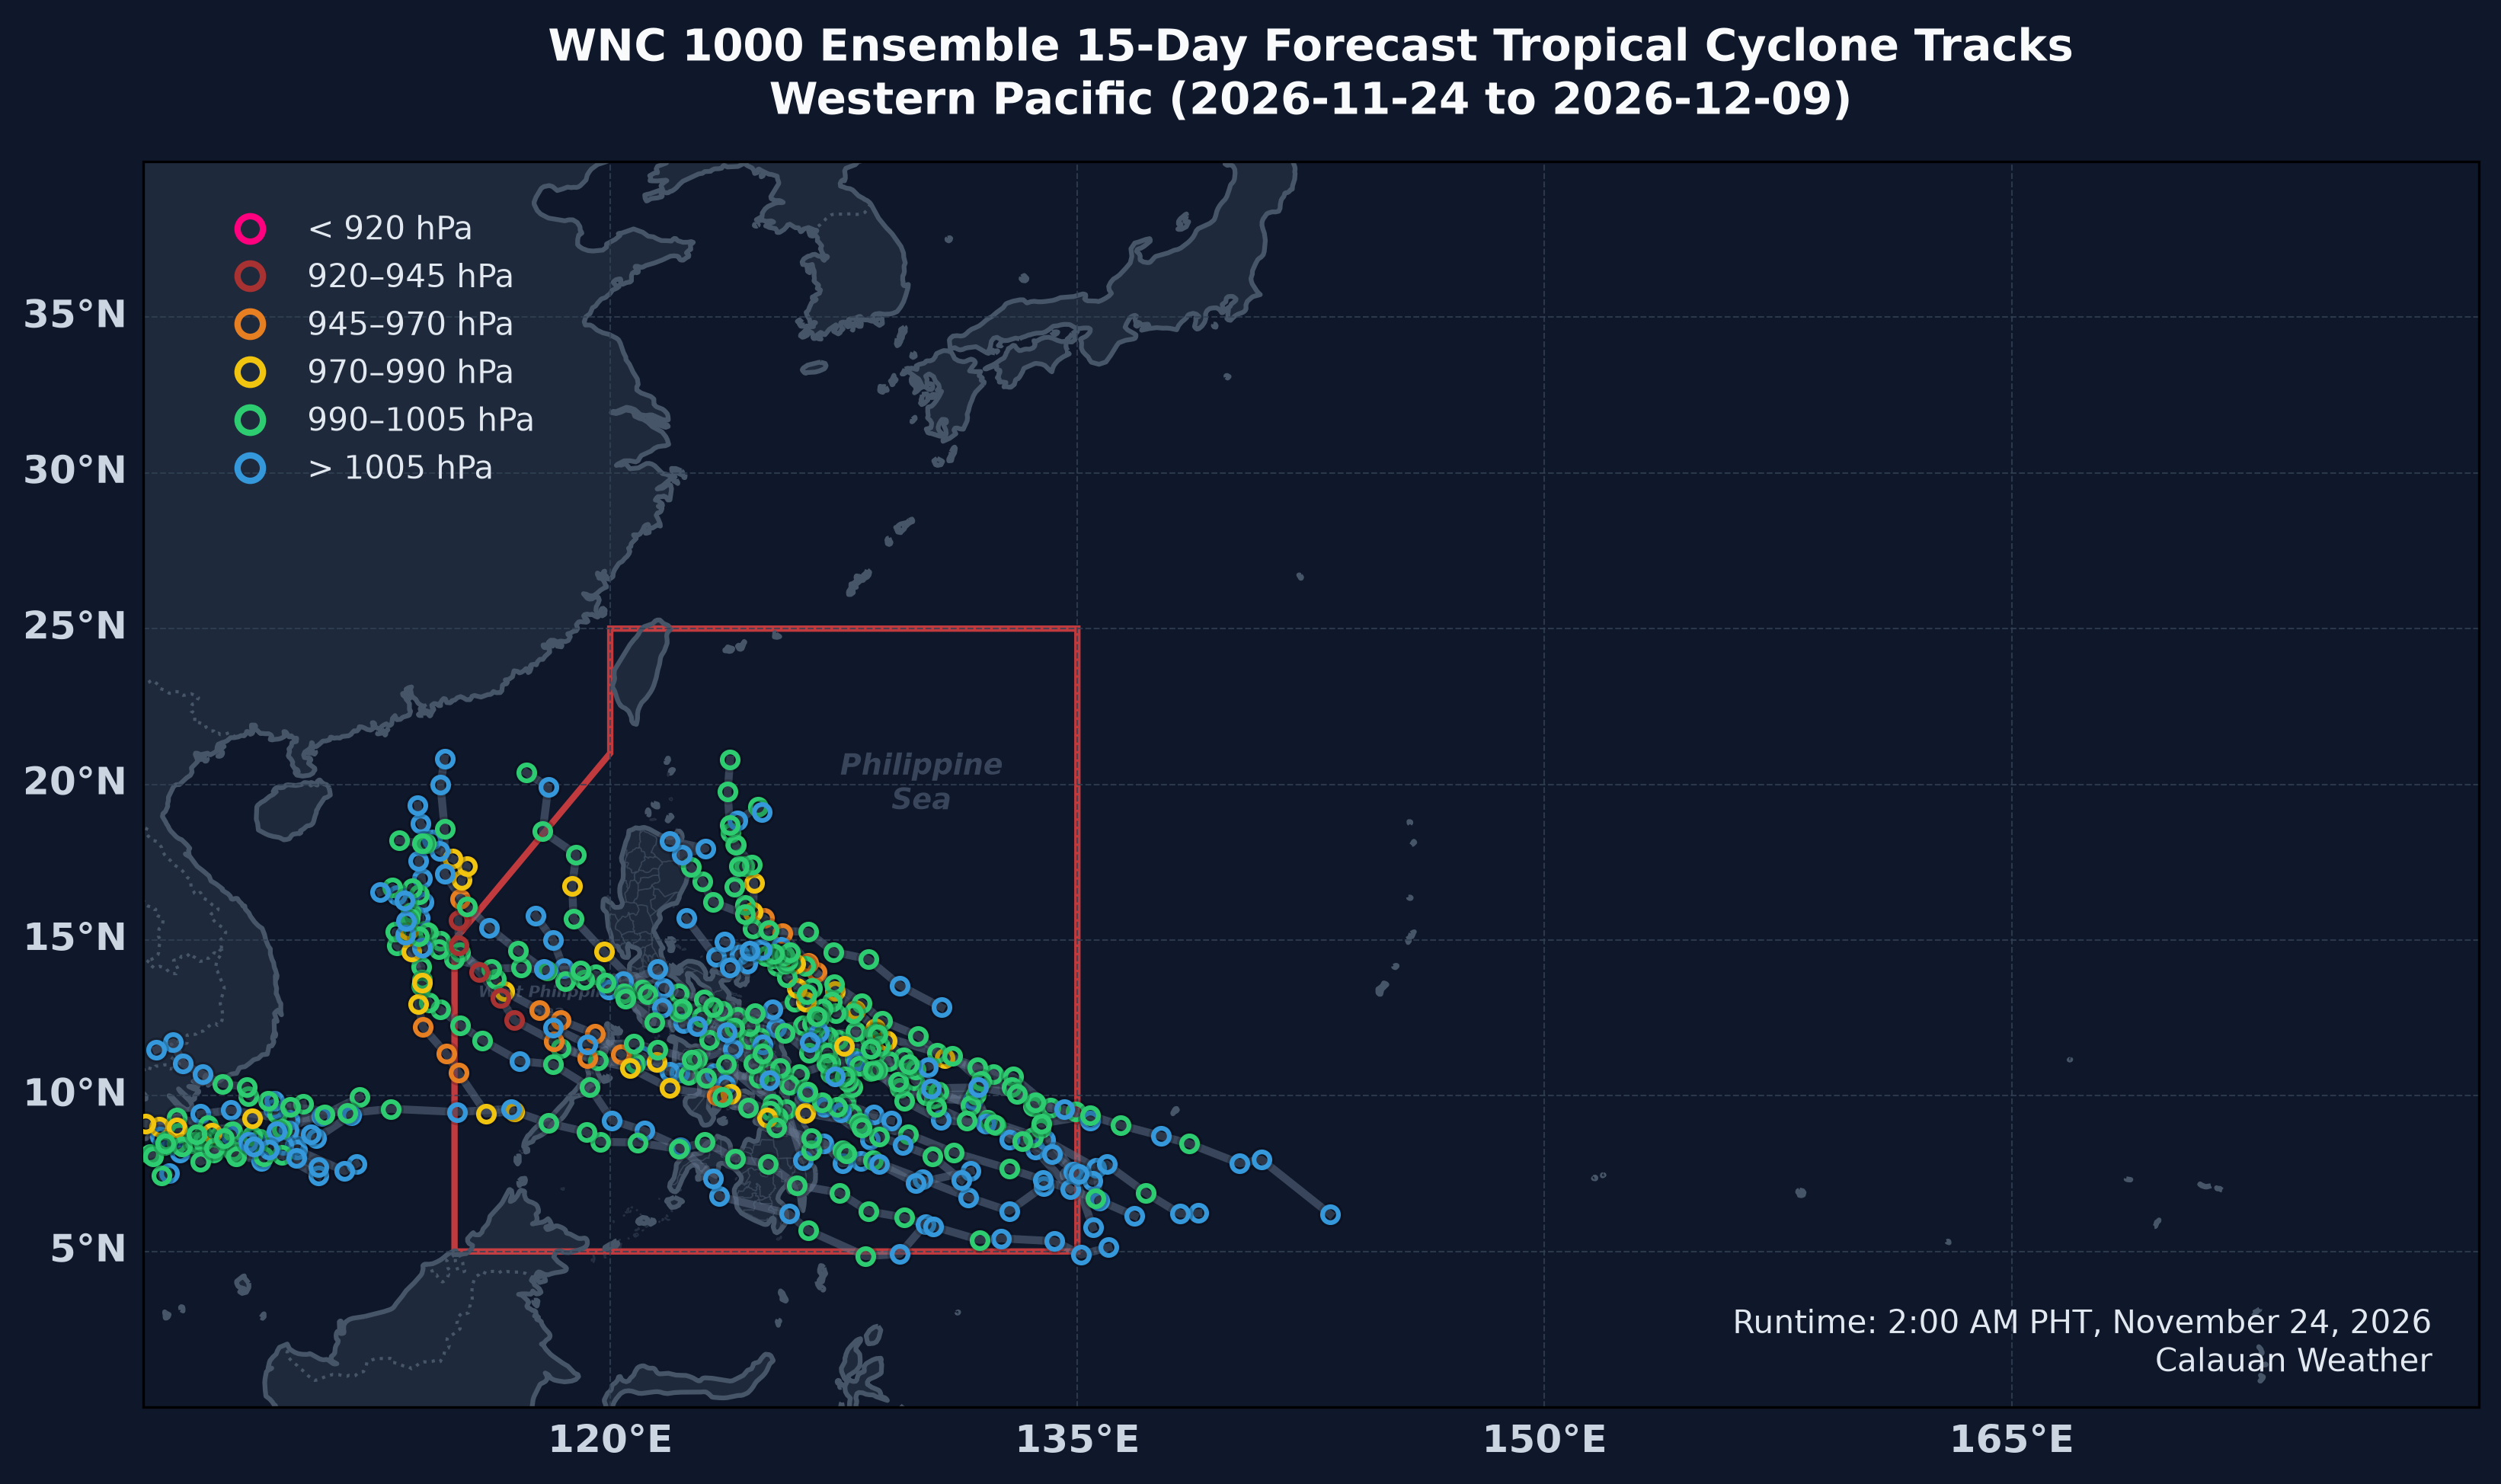 WNC 1000 Ensemble 15-Day Forecast Tropical Cyclone Tracks
Western Pacific (2026-11-24 to 2026-12-09)
< 920 hPa
920–945 hPa
945–970 hPa
970–990 hPa
990–1005 hPa
> 1005 hPa
35°N
30°N
25°N
20°N
15°N
10°N
5°N
Philippine
Sea
Philippin
Runtime: 2:00 AM PHT, November 24, 2026
Calauan Weather
120°E
135°E
150°E
165°E